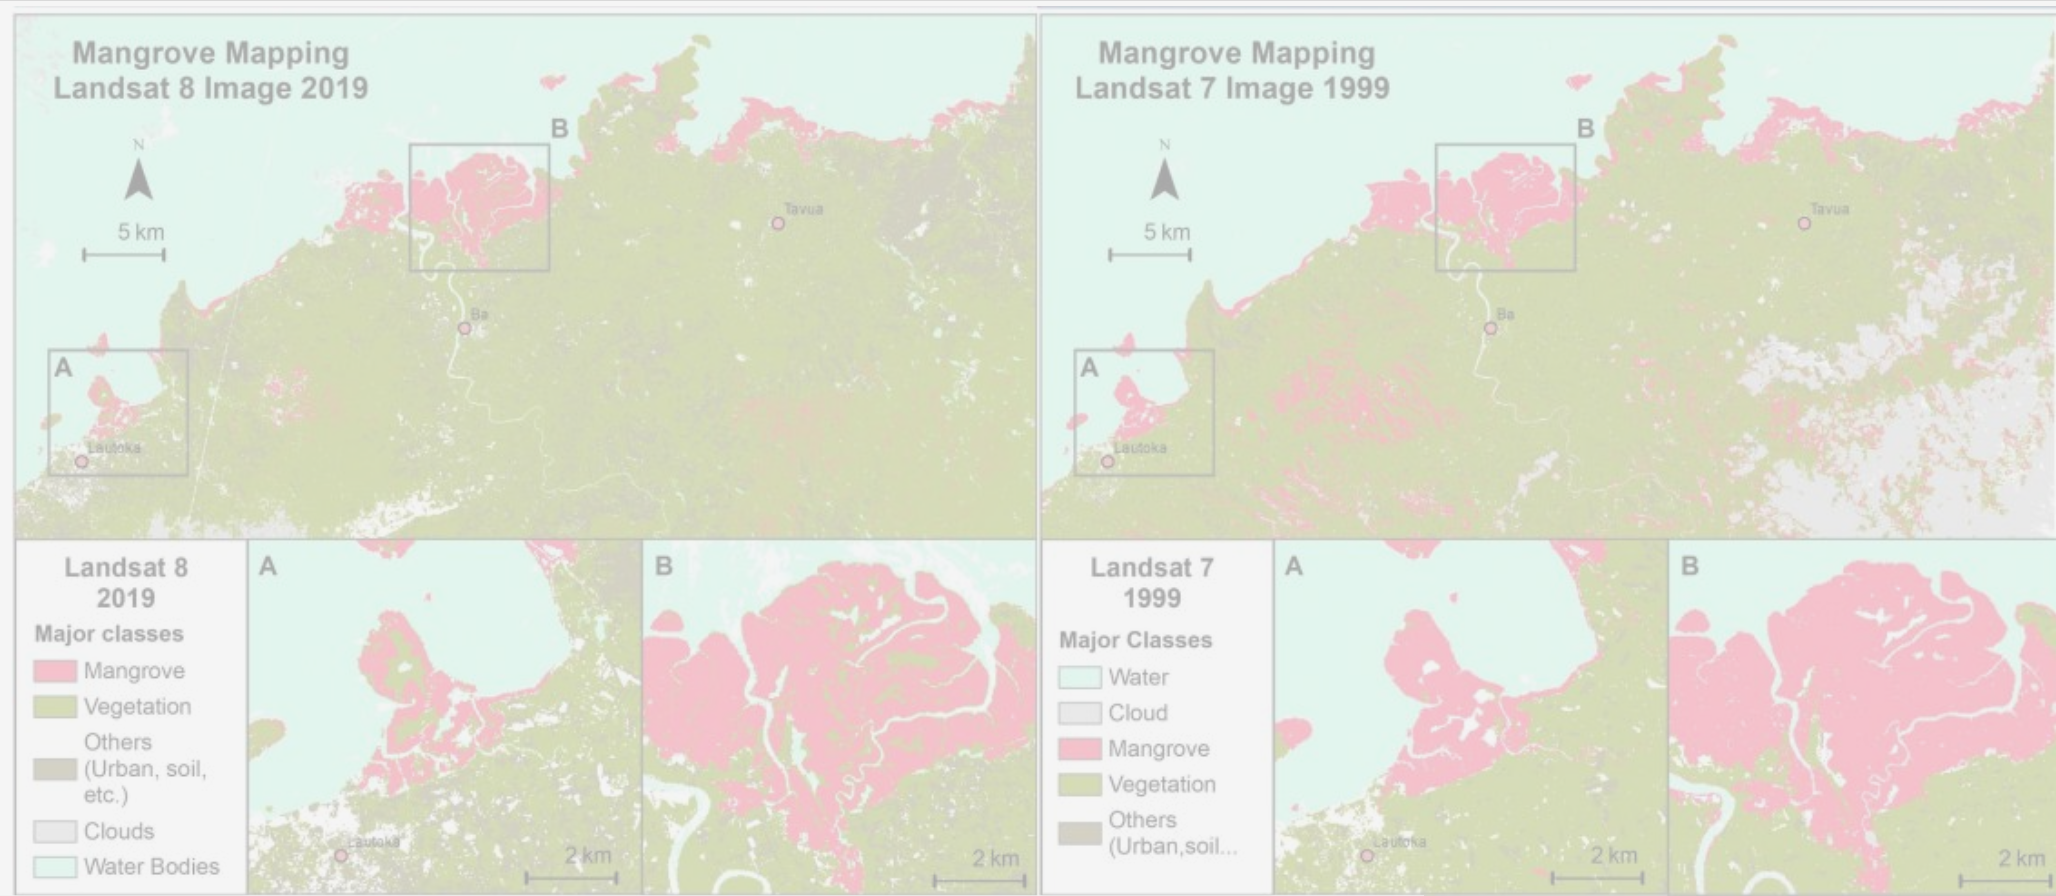 Mangrove Mapping
Landsat 8 Image 2019
N
5 km
A
B
Tavua
Ba
Lautoka
Landsat 8
2019
Major classes
Mangrove
Vegetation
Others
(Urban, soil,
etc.)
Clouds
Water Bodies
A
Lautoka
2 km
B
2 km
Mangrove Mapping
Landsat 7 Image 1999
N
5 km
A
B
Tavua
Ba
Lautoka
Landsat 7
1999
Major Classes
Water
Cloud
Mangrove
Vegetation
Others
(Urban,soil...
A
Lautoka
2 km
B
2 km